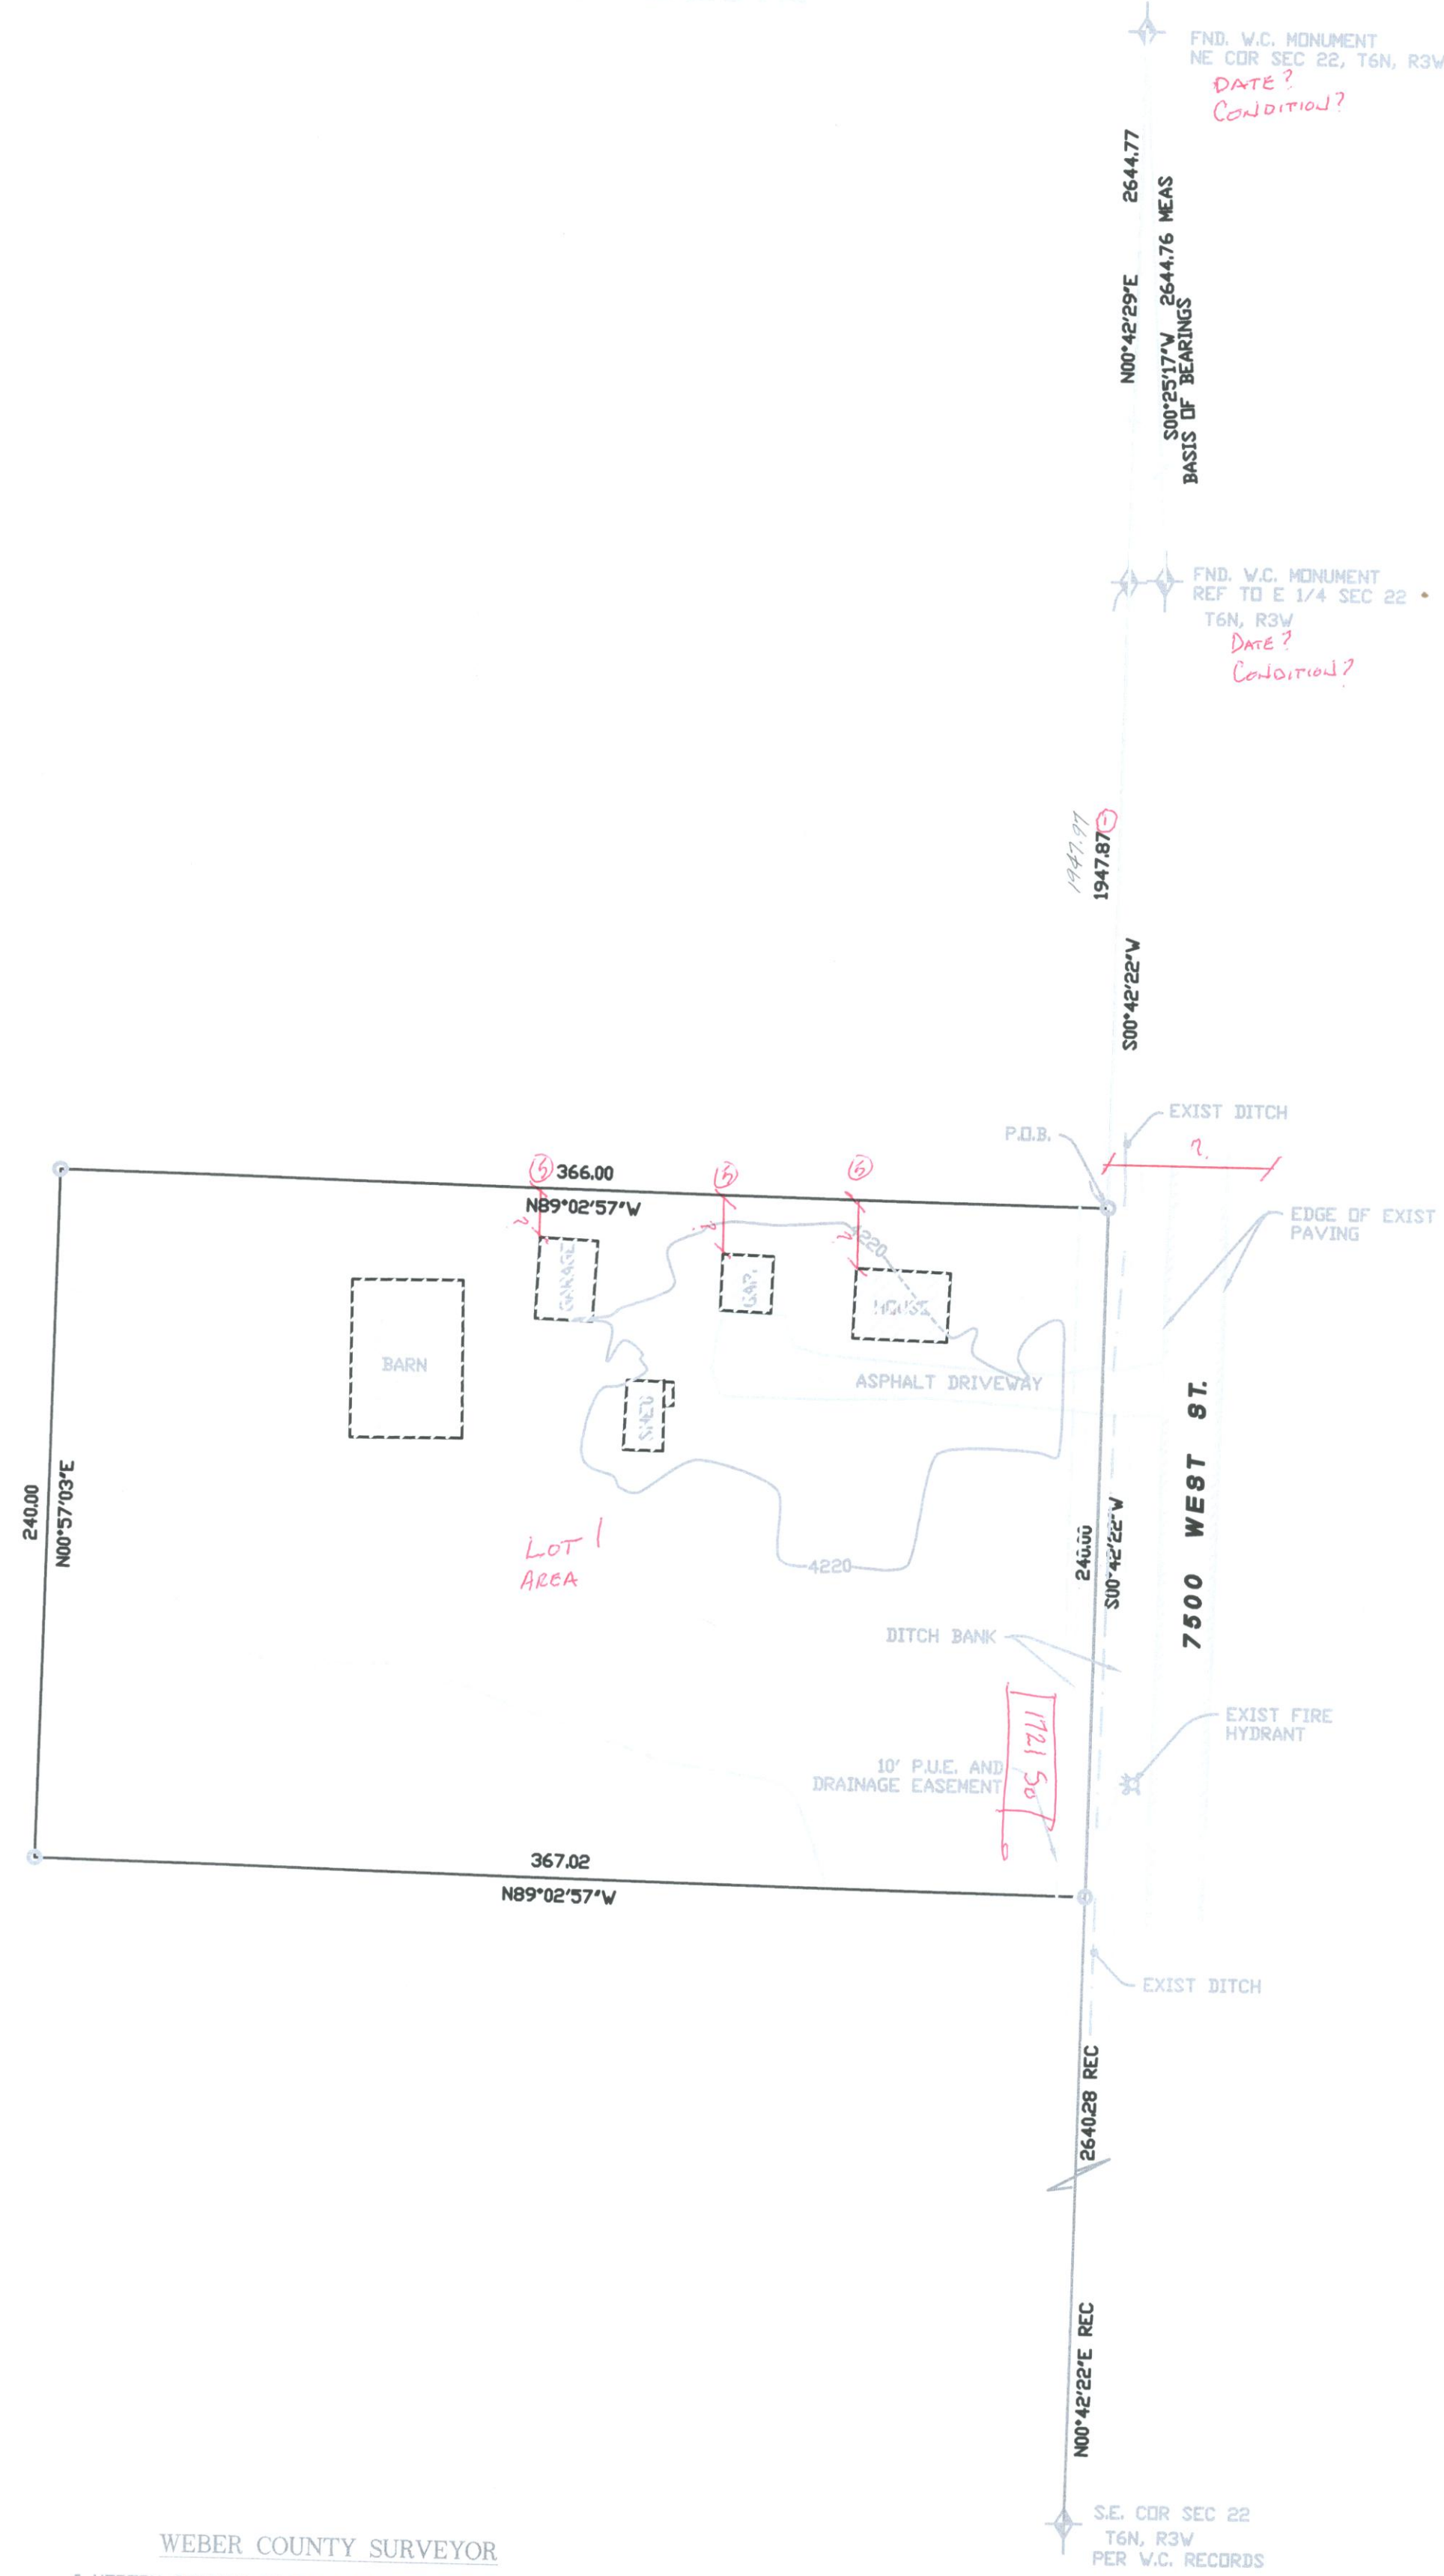 FND. W.C. MONUMENT
NE COR SEC 22, T6N, R3W
DATE?
CONDITION?
N00°42'29"E 2644.77
S00°25'17"W 2644.76 MEAS
BASIS OF BEARINGS
FND. W.C. MONUMENT
REF TO E 1/4 SEC 22
T6N, R3W
DATE?
CONDITION?
1947.97
1947.87
S00°42'22"W
P.O.B.
EXIST DITCH
?
EDGE OF EXIST
PAVING
5
366.00
5
5
N89°02'57"W
?
?
?
GARAGE
GAR.
4220
HOUSE
BARN
SHED
ASPHALT DRIVEWAY
240.00
N00°57'03"E
LOT 1
AREA
4220
240.00
S00°42'22"W
7500 WEST ST.
DITCH BANK
1721 So
10' P.U.E. AND
DRAINAGE EASEMENT
EXIST FIRE
HYDRANT
367.02
N89°02'57"W
EXIST DITCH
2640.28 REC
N00°42'22"E REC
S.E. COR SEC 22
T6N, R3W
PER W.C. RECORDS
WEBER COUNTY SURVEYOR